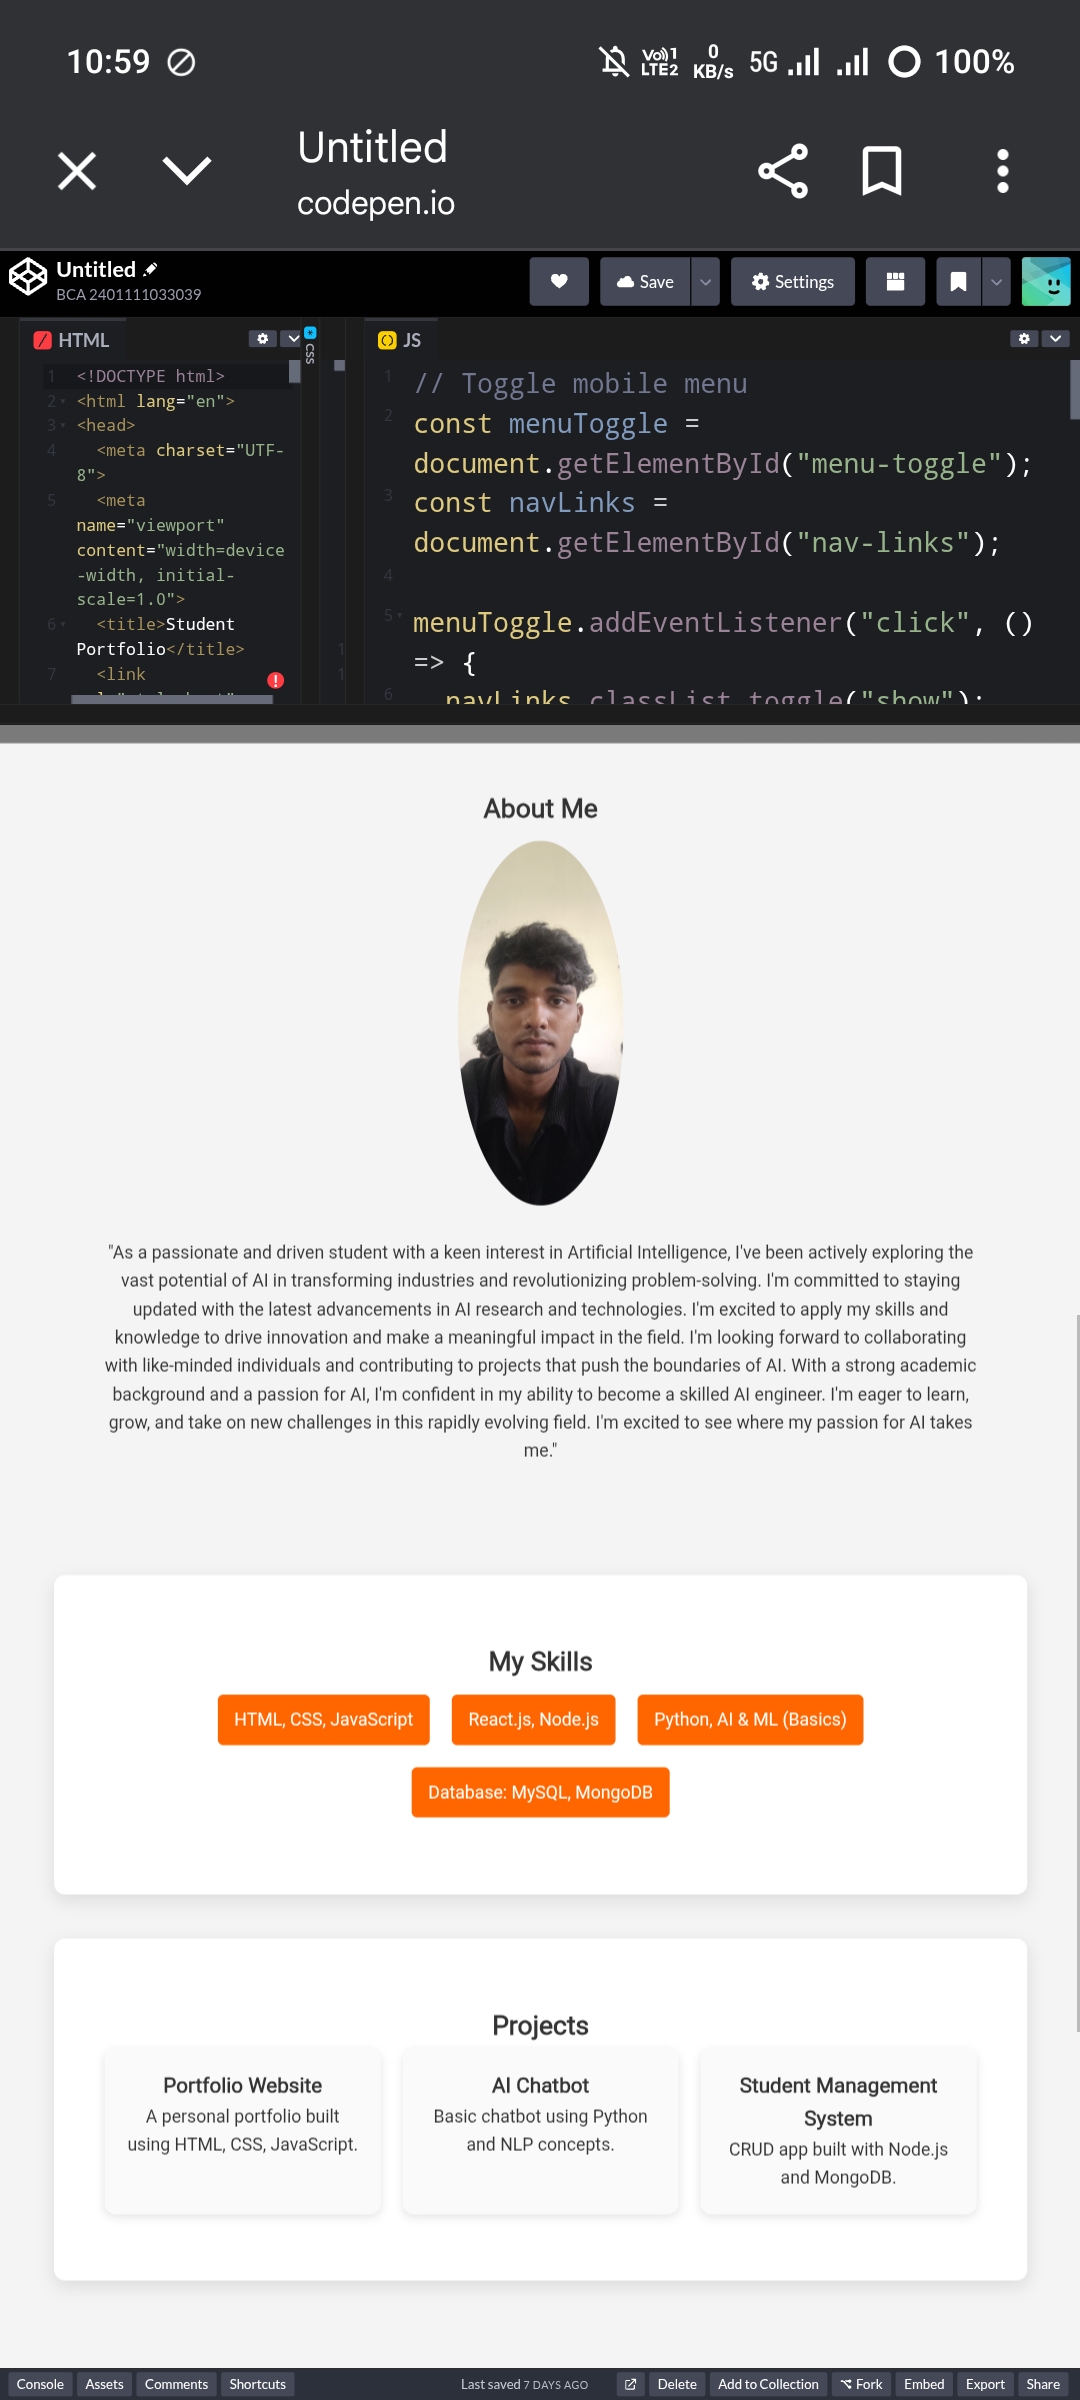 10:59
Vo)) 1
LTE2
0
KB/s
5G
100%
Untitled
codepen.io
Untitled
BCA 2401111033039
Save
Settings
HTML
CSS
JS
1 <!DOCTYPE html>
2 <html lang="en">
3 <head>
4 <meta charset="UTF-
8">
5 <meta
name="viewport"
content="width=device
-width, initial-
scale=1.0">
6 <title>Student
Portfolio</title>
7 <link
1
1
1 // Toggle mobile menu
2 const menuToggle =
document.getElementById("menu-toggle");
3 const navLinks =
document.getElementById("nav-links");
4
5 menuToggle.addEventListener("click", ()
=> {
6 navLinks.classList.toggle("show");
About Me
"As a passionate and driven student with a keen interest in Artificial Intelligence, I've been actively exploring the
vast potential of AI in transforming industries and revolutionizing problem-solving. I'm committed to staying
updated with the latest advancements in AI research and technologies. I'm excited to apply my skills and
knowledge to drive innovation and make a meaningful impact in the field. I'm looking forward to collaborating
with like-minded individuals and contributing to projects that push the boundaries of AI. With a strong academic
background and a passion for AI, I'm confident in my ability to become a skilled AI engineer. I'm eager to learn,
grow, and take on new challenges in this rapidly evolving field. I'm excited to see where my passion for AI takes
me."
My Skills
HTML, CSS, JavaScript
React.js, Node.js
Python, AI & ML (Basics)
Database: MySQL, MongoDB
Projects
Portfolio Website
A personal portfolio built
using HTML, CSS, JavaScript.
AI Chatbot
Basic chatbot using Python
and NLP concepts.
Student Management
System
CRUD app built with Node.js
and MongoDB.
Console
Assets
Comments
Shortcuts
Last saved 7 DAYS AGO
Delete
Add to Collection
Fork
Embed
Export
Share